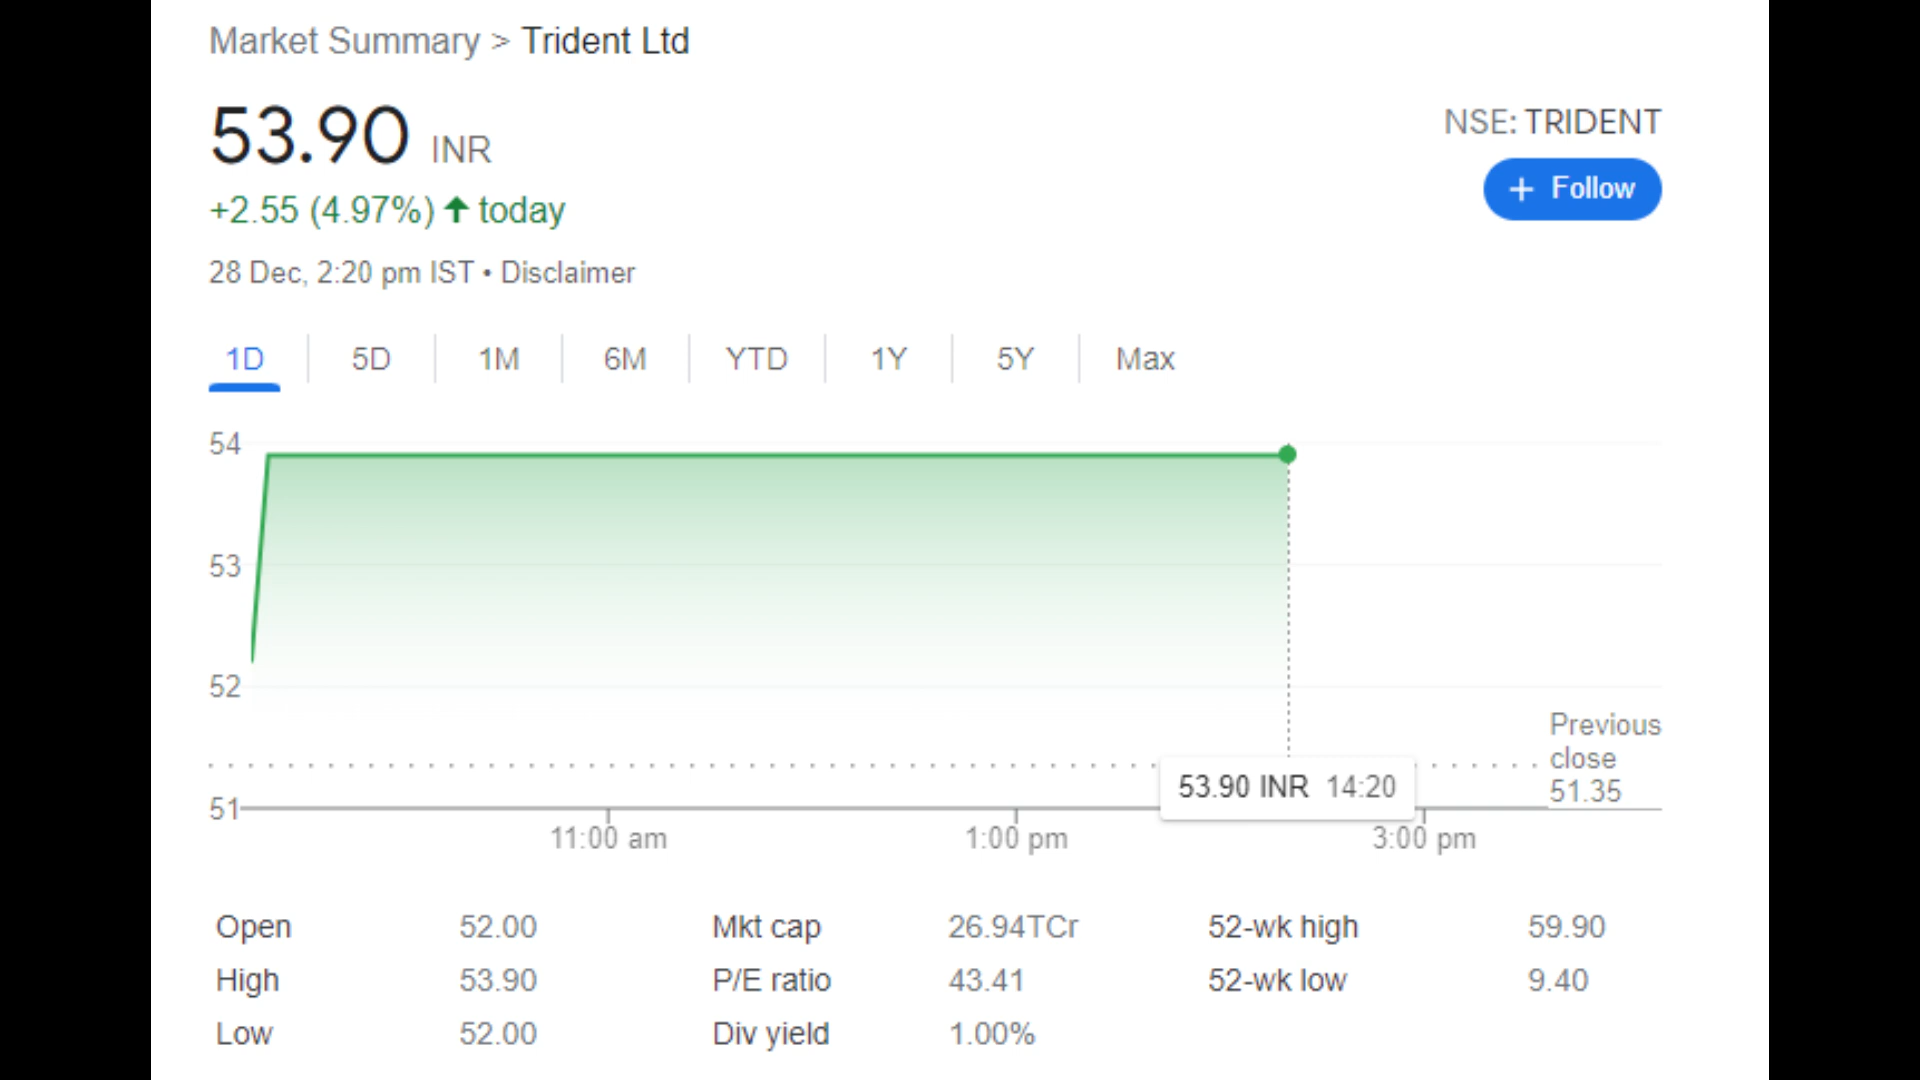 Market Summary > Trident Ltd
53.90 INR
NSE: TRIDENT
+ Follow
+2.55 (4.97%) ↑ today
28 Dec, 2:20 pm IST • Disclaimer
1D 5D 1M 6M YTD 1Y 5Y Max
54
53
52
51
Previous
close
51.35
53.90 INR 14:20
11:00 am 1:00 pm 3:00 pm
Open 52.00 Mkt cap 26.94TCr 52-wk high 59.90
High 53.90 P/E ratio 43.41 52-wk low 9.40
Low 52.00 Div yield 1.00%